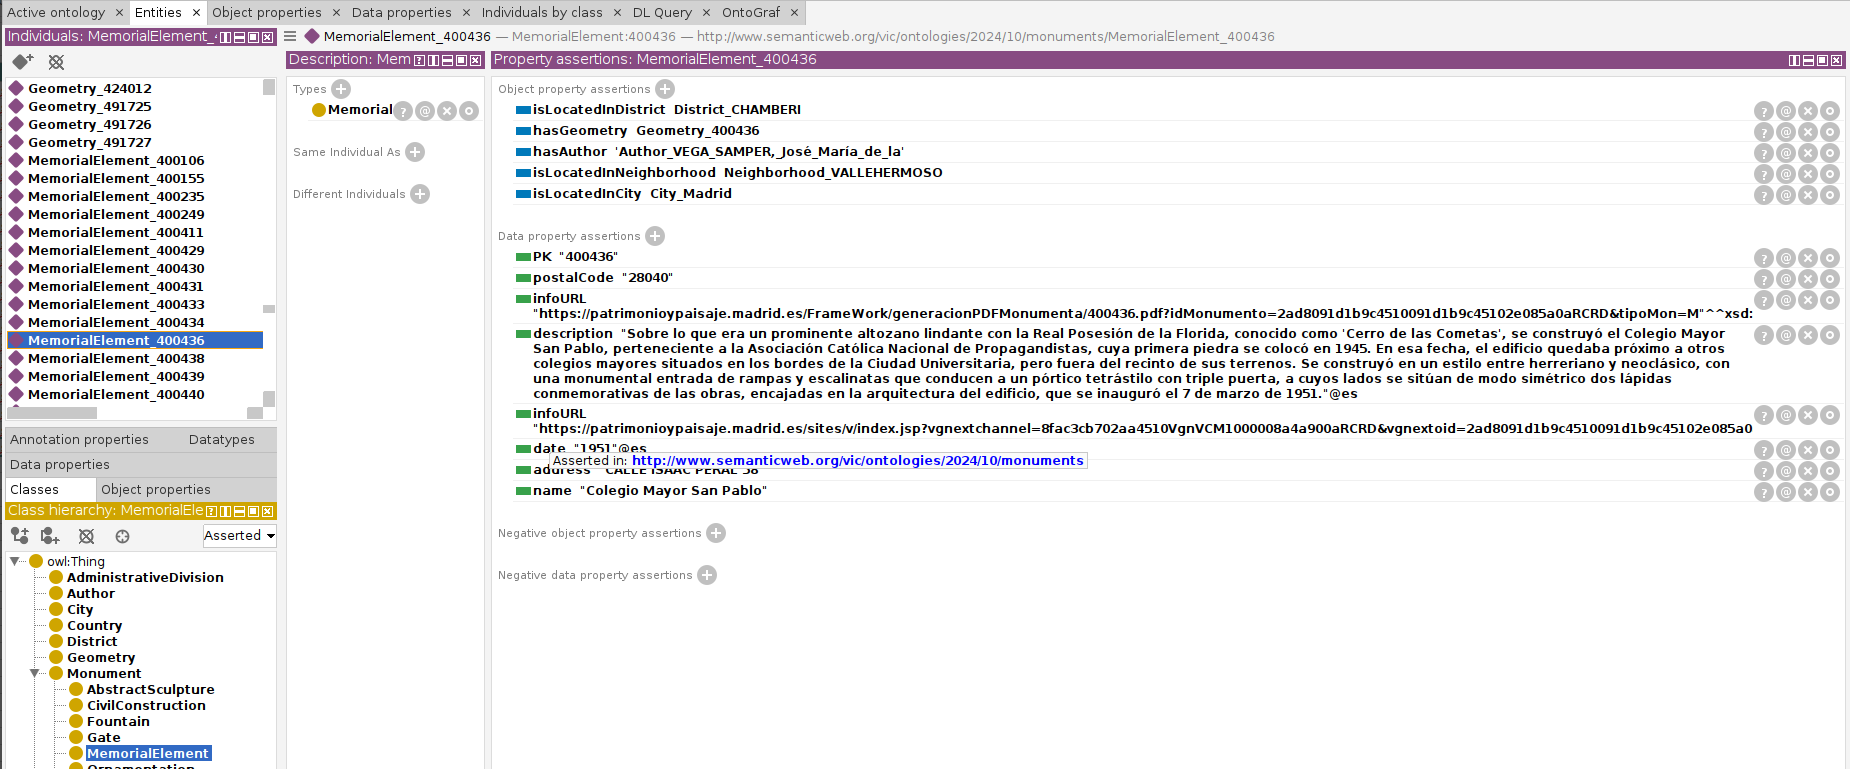 Active ontology × Entities × Object properties × Data properties × Individuals by class × DL Query × OntoGraf ×
Individuals: MemorialElement_4
MemorialElement_400436 — MemorialElement:400436 — http://www.semanticweb.org/vic/ontologies/2024/10/monuments/MemorialElement_400436
Geometry_424012
Geometry_491725
Geometry_491726
Geometry_491727
MemorialElement_400106
MemorialElement_400155
MemorialElement_400235
MemorialElement_400249
MemorialElement_400411
MemorialElement_400429
MemorialElement_400430
MemorialElement_400431
MemorialElement_400433
MemorialElement_400434
MemorialElement_400436
MemorialElement_400438
MemorialElement_400439
MemorialElement_400440
Annotation properties Datatypes
Data properties
Classes Object properties
Class hierarchy: MemorialEle
Asserted
owl:Thing
AdministrativeDivision
Author
City
Country
District
Geometry
Monument
AbstractSculpture
CivilConstruction
Fountain
Gate
MemorialElement
Ornamentation
Description: Mem
Types
Memorial
Same Individual As
Different Individuals
Property assertions: MemorialElement_400436
Object property assertions
isLocatedInDistrict District_CHAMBERI
hasGeometry Geometry_400436
hasAuthor 'Author_VEGA_SAMPER,_José_María_de_la'
isLocatedInNeighborhood Neighborhood_VALLEHERMOSO
isLocatedInCity City_Madrid
Data property assertions
PK "400436"
postalCode "28040"
infoURL
"https://patrimonioypaisaje.madrid.es/FrameWork/generacionPDFMonumenta/400436.pdf?idMonumento=2ad8091d1b9c4510091d1b9c45102e085a0aRCRD&tipoMon=M"^^xsd:
description "Sobre lo que era un prominente altozano lindante con la Real Posesión de la Florida, conocido como 'Cerro de las Cometas', se construyó el Colegio Mayor
San Pablo, perteneciente a la Asociación Católica Nacional de Propagandistas, cuya primera piedra se colocó en 1945. En esa fecha, el edificio quedaba próximo a otros
colegios mayores situados en los bordes de la Ciudad Universitaria, pero fuera del recinto de sus terrenos. Se construyó en un estilo entre herreriano y neoclásico, con
una monumental entrada de rampas y escalinatas que conducen a un pórtico tetrástilo con triple puerta, a cuyos lados se sitúan de modo simétrico dos lápidas
conmemorativas de las obras, encajadas en la arquitectura del edificio, que se inauguró el 7 de marzo de 1951."@es
infoURL
"https://patrimonioypaisaje.madrid.es/sites/v/index.jsp?vgnextchannel=8fac3cb702aa4510VgnVCM1000008a4a900aRCRD&vgnextoid=2ad8091d1b9c4510091d1b9c45102e085a0
date "1951"@es
Asserted in: http://www.semanticweb.org/vic/ontologies/2024/10/monuments
address "CALLE ISAAC PERAL 58"
name "Colegio Mayor San Pablo"
Negative object property assertions
Negative data property assertions